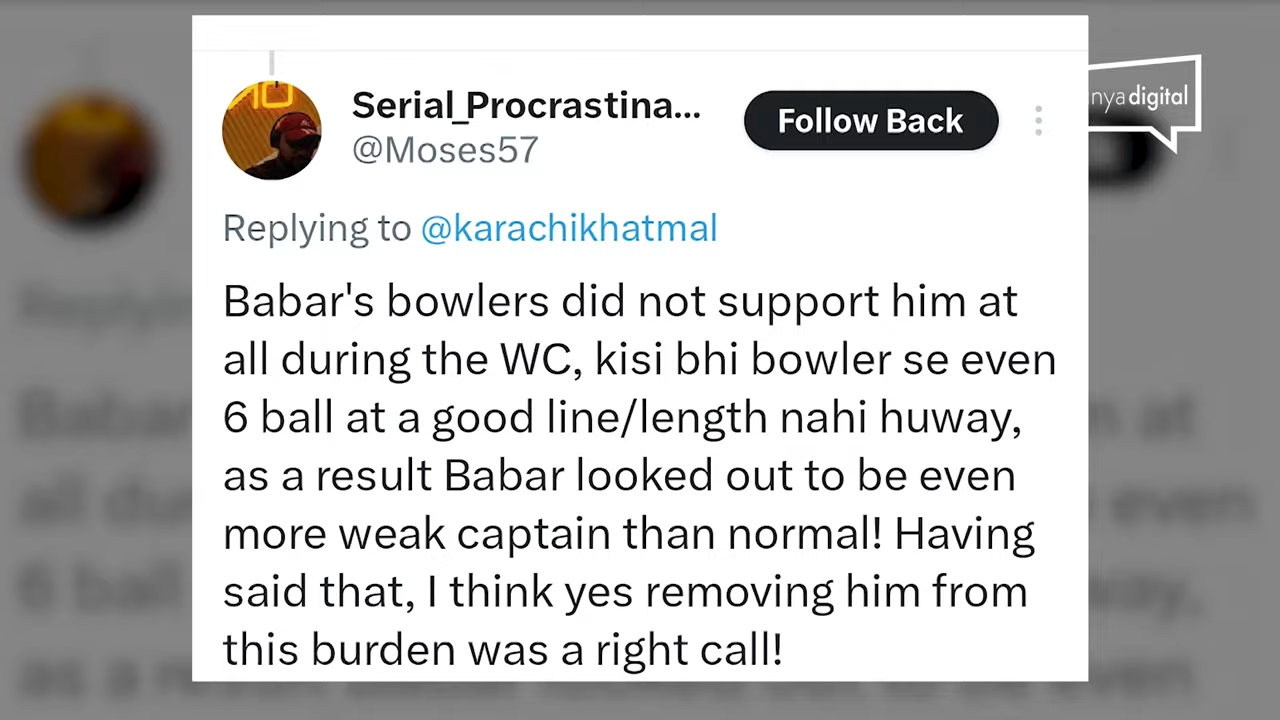 Serial_Procrastina...
Follow Back
@Moses57
nya digital
Replying to @karachikhatmal
Babar's bowlers did not support him at
all during the WC, kisi bhi bowler se even
6 ball at a good line/length nahi huway,
as a result Babar looked out to be even
more weak captain than normal! Having
said that, I think yes removing him from
this burden was a right call!